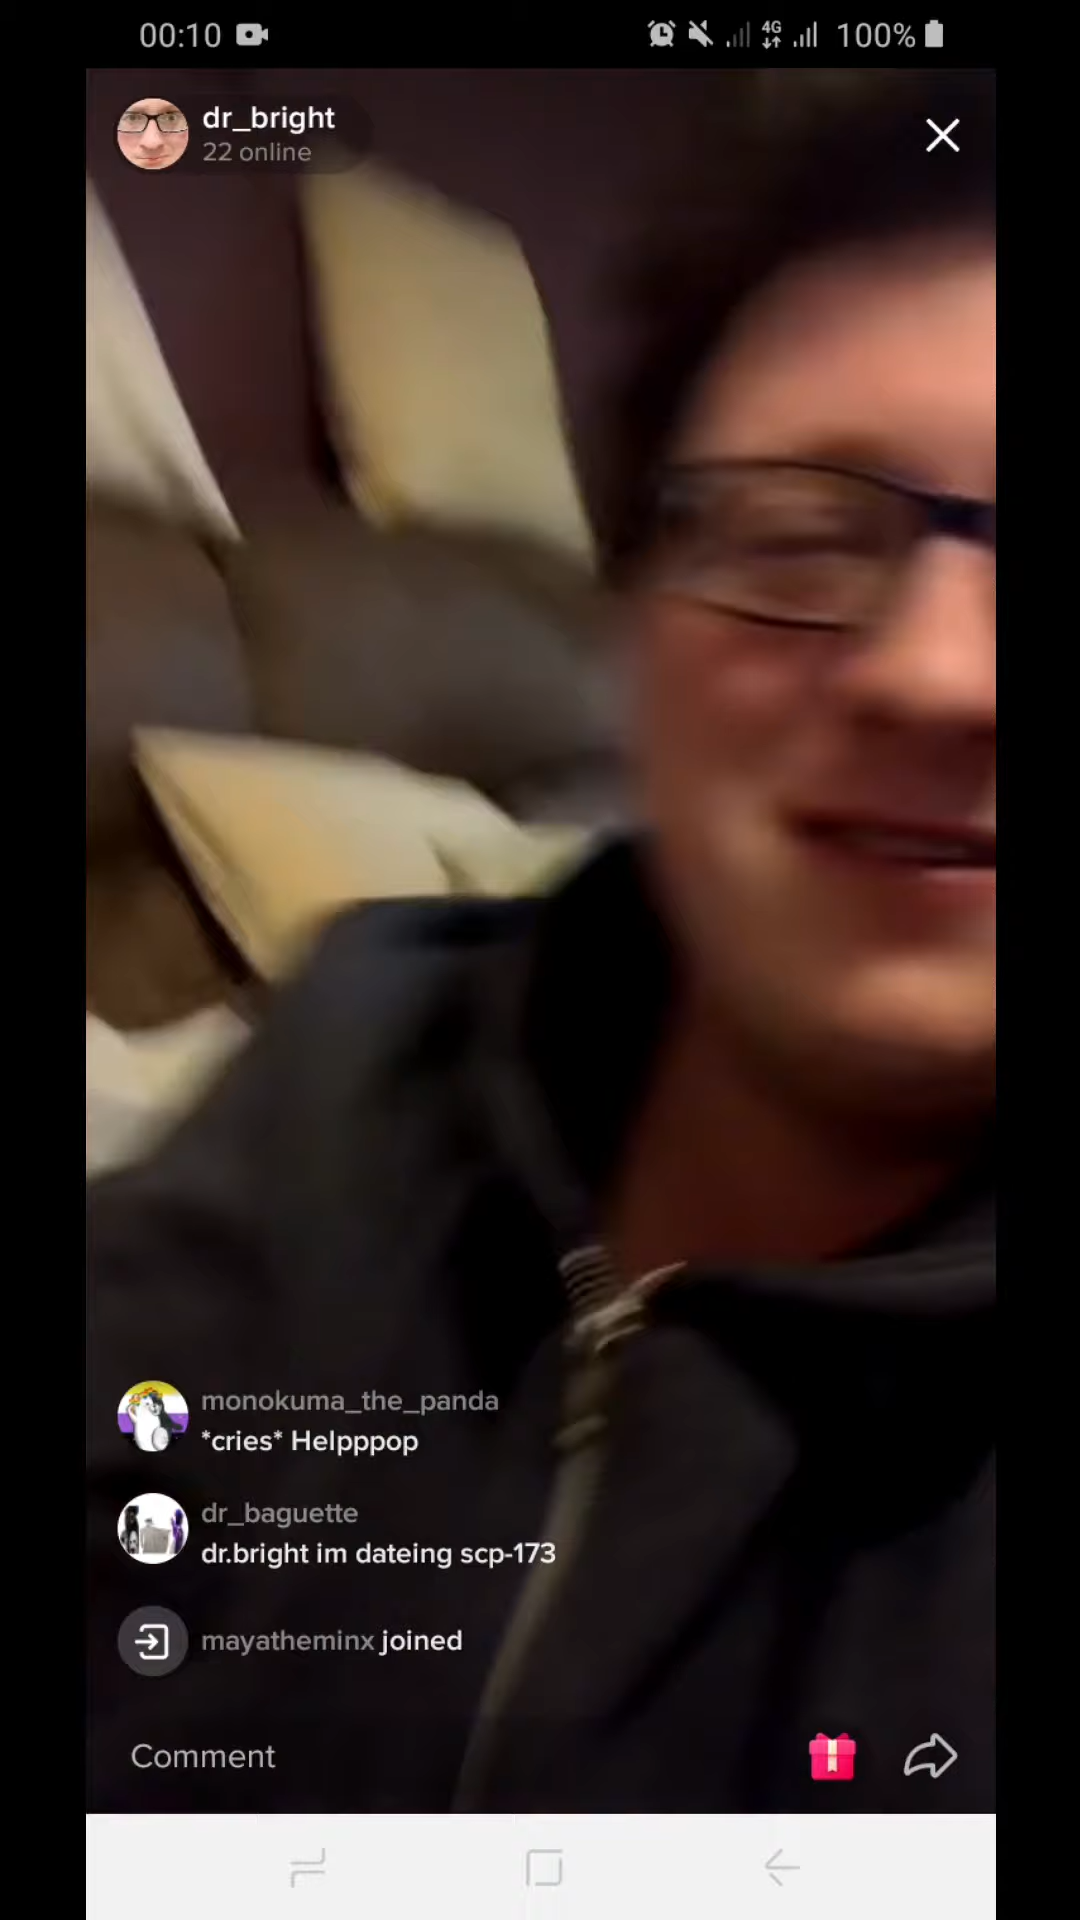 00:10 4G 100%
dr_bright
22 online
monokuma_the_panda
*cries* Helpppop
dr_baguette
dr.bright im dateing scp-173
mayatheminx joined
Comment